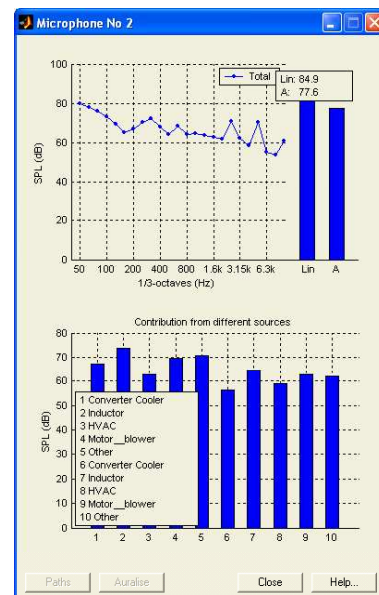 Microphone No 2
100
80
60
40
20
0
SPL (dB)
Total
Lin: 84.9
A: 77.6
50 100 200 400 800 1.6k 3.15k 6.3k Lin A
1/3-octaves (Hz)
Contribution from different sources
80
70
60
50
40
30
20
10
0
SPL (dB)
1 Converter Cooler
2 Inductor
3 HVAC
4 Motor__blower
5 Other
6 Converter Cooler
7 Inductor
8 HVAC
9 Motor__blower
10 Other
1 2 3 4 5 6 7 8 9 10
Paths Auralise Close Help...